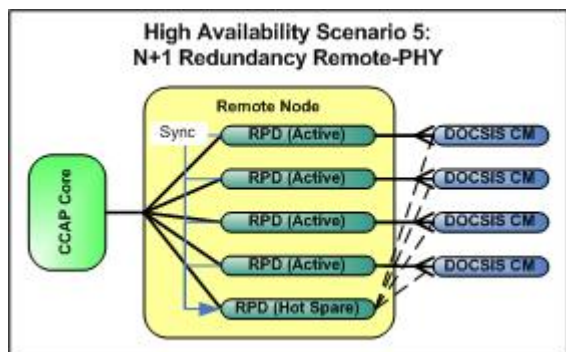 High Availability Scenario 5:
N+1 Redundancy Remote-PHY
Remote Node
Sync
RPD (Active)
DOCSIS CM
RPD (Active)
DOCSIS CM
CCAP Core
RPD (Active)
DOCSIS CM
RPD (Active)
DOCSIS CM
RPD (Hot Spare)